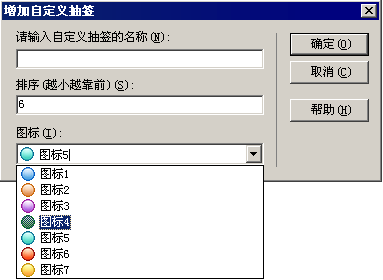 增加自定义抽签
请输入自定义抽签的名称(N):
确定(O)
取消(C)
排序(越小越靠前)(S):
6
帮助(H)
图标(I):
图标5
图标1
图标2
图标3
图标4
图标5
图标6
图标7